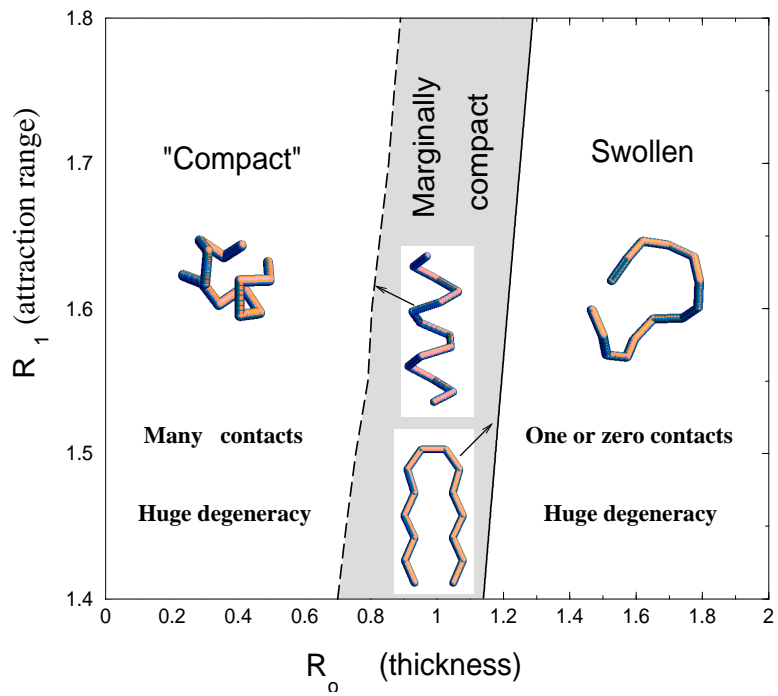 1.8
1.7
1.6
1.5
1.4
R 1 (attraction range)
"Compact"
Marginally
compact
Swollen
Many contacts
One or zero contacts
Huge degeneracy
Huge degeneracy
0 0.2 0.4 0.6 0.8 1 1.2 1.4 1.6 1.8 2
R o (thickness)